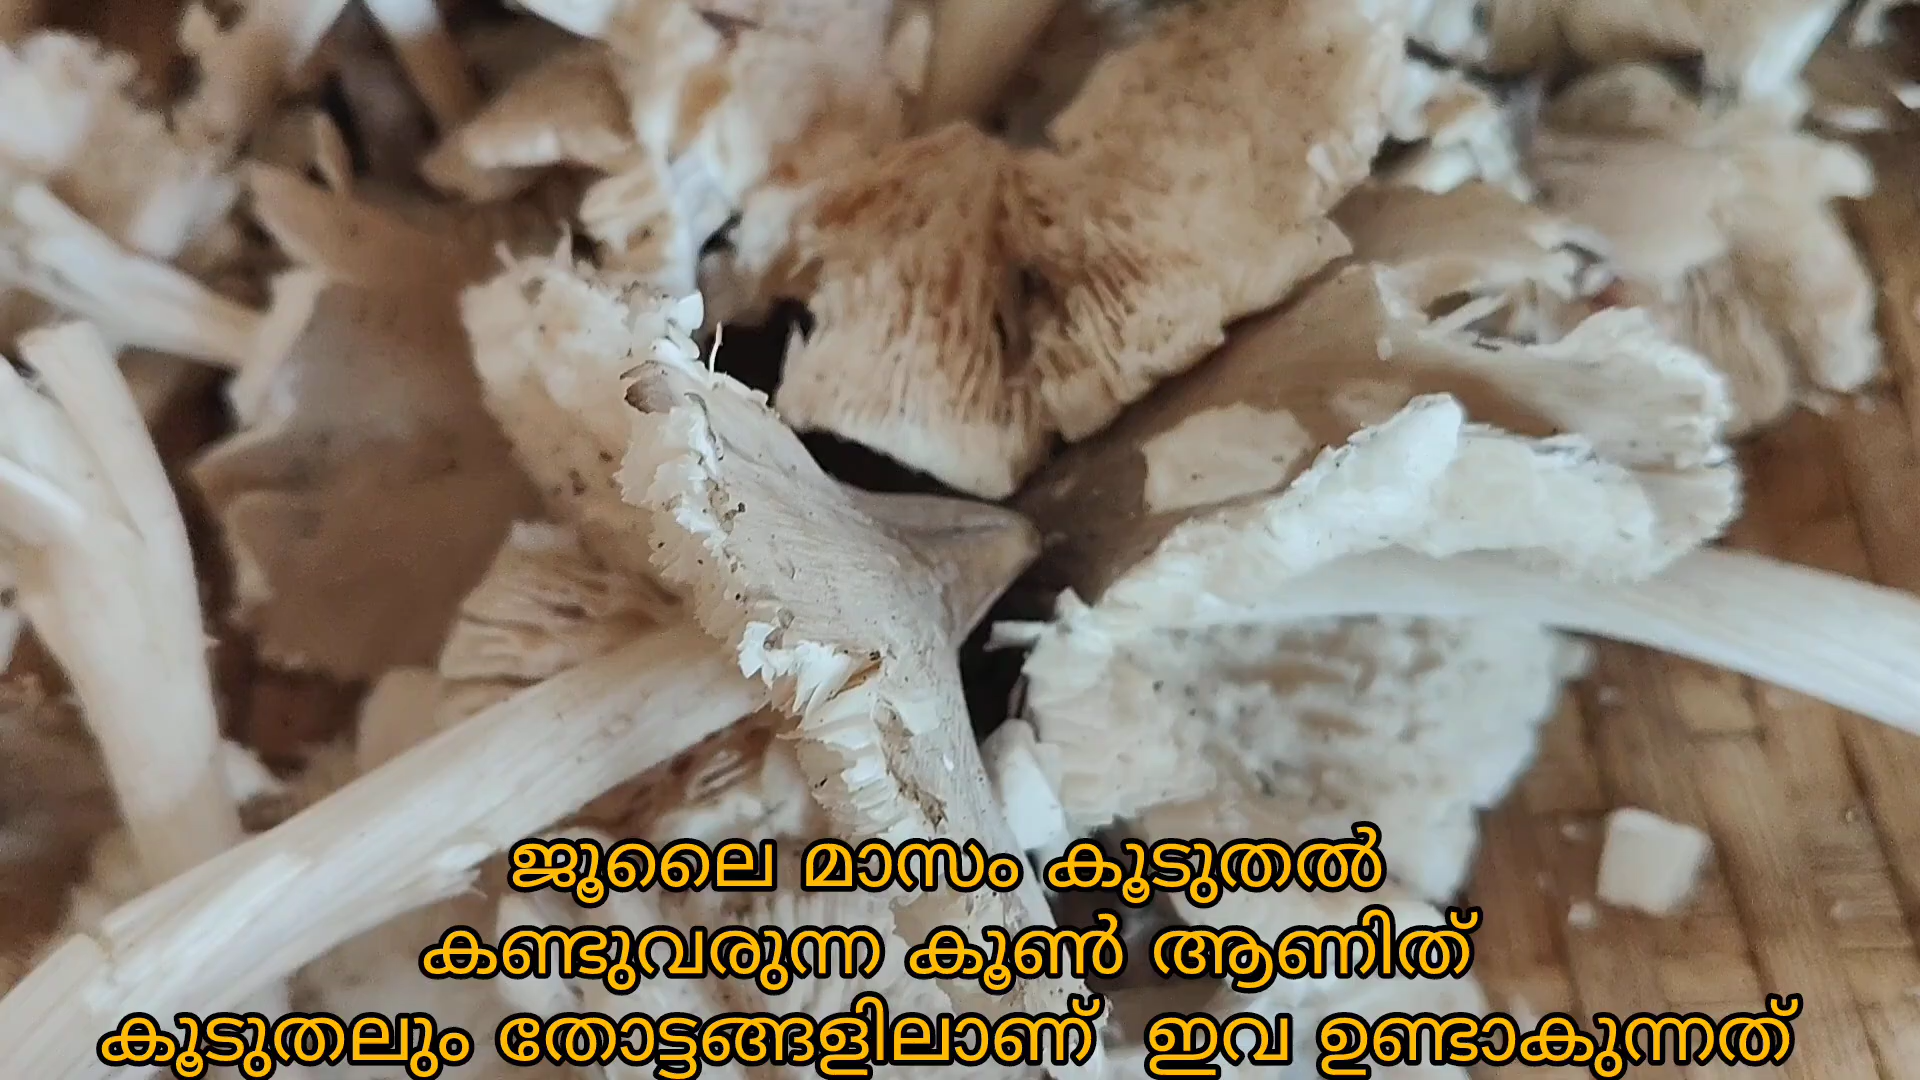 ജൂലൈ മാസം കൂടുതൽ
കണ്ടുവരുന്ന കൂൺ ആണിത്
കൂടുതലും തോട്ടങ്ങളിലാണ് ഇവ ഉണ്ടാകുന്നത്